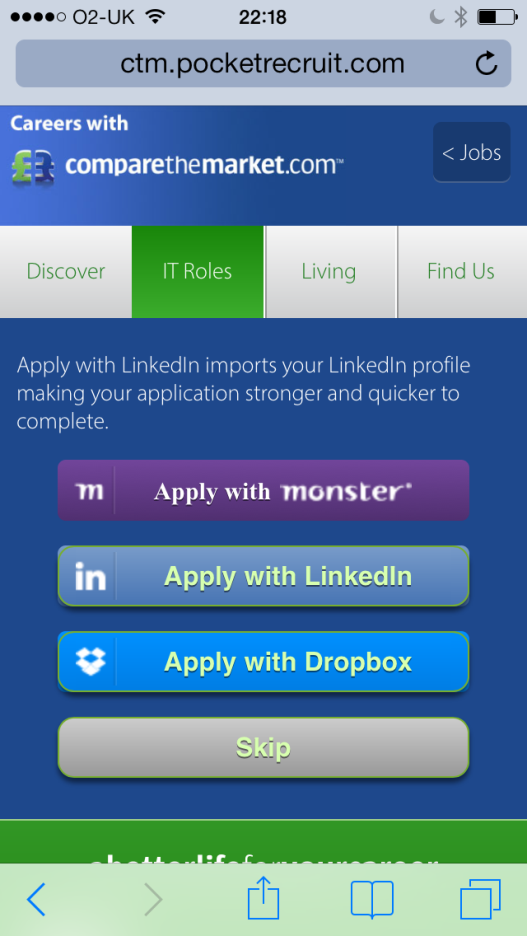 O2-UK 22:18
ctm.pocketrecruit.com
Careers with
comparethemarket.com™
< Jobs
Discover IT Roles Living Find Us
Apply with LinkedIn imports your LinkedIn profile
making your application stronger and quicker to
complete.
m Apply with monster®
in Apply with LinkedIn
Apply with Dropbox
Skip
abetterlifeforyourcareer